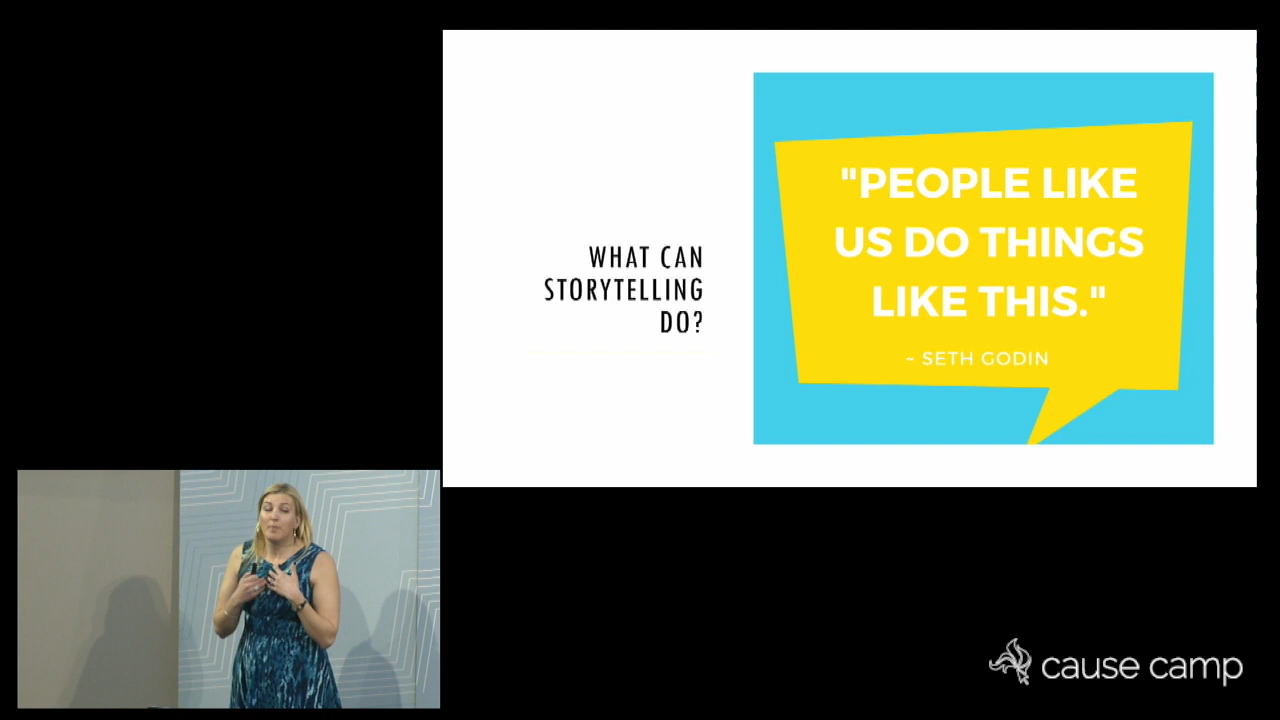 WHAT CAN
STORYTELLING
DO?
"PEOPLE LIKE
US DO THINGS
LIKE THIS."
~ SETH GODIN
cause camp